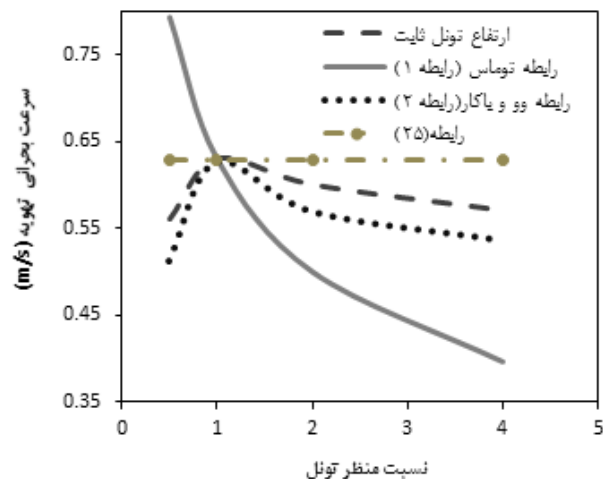 ارتفاع تونل ثابت
رابطه توماس (رابطه ۱)
رابطه وو و باکار(رابطه ۲)
رابطه(۲۵)
سرعت بحرانی تهویه (m/s)
0.75
0.65
0.55
0.45
0.35
0 1 2 3 4 5
نسبت منظر تونل